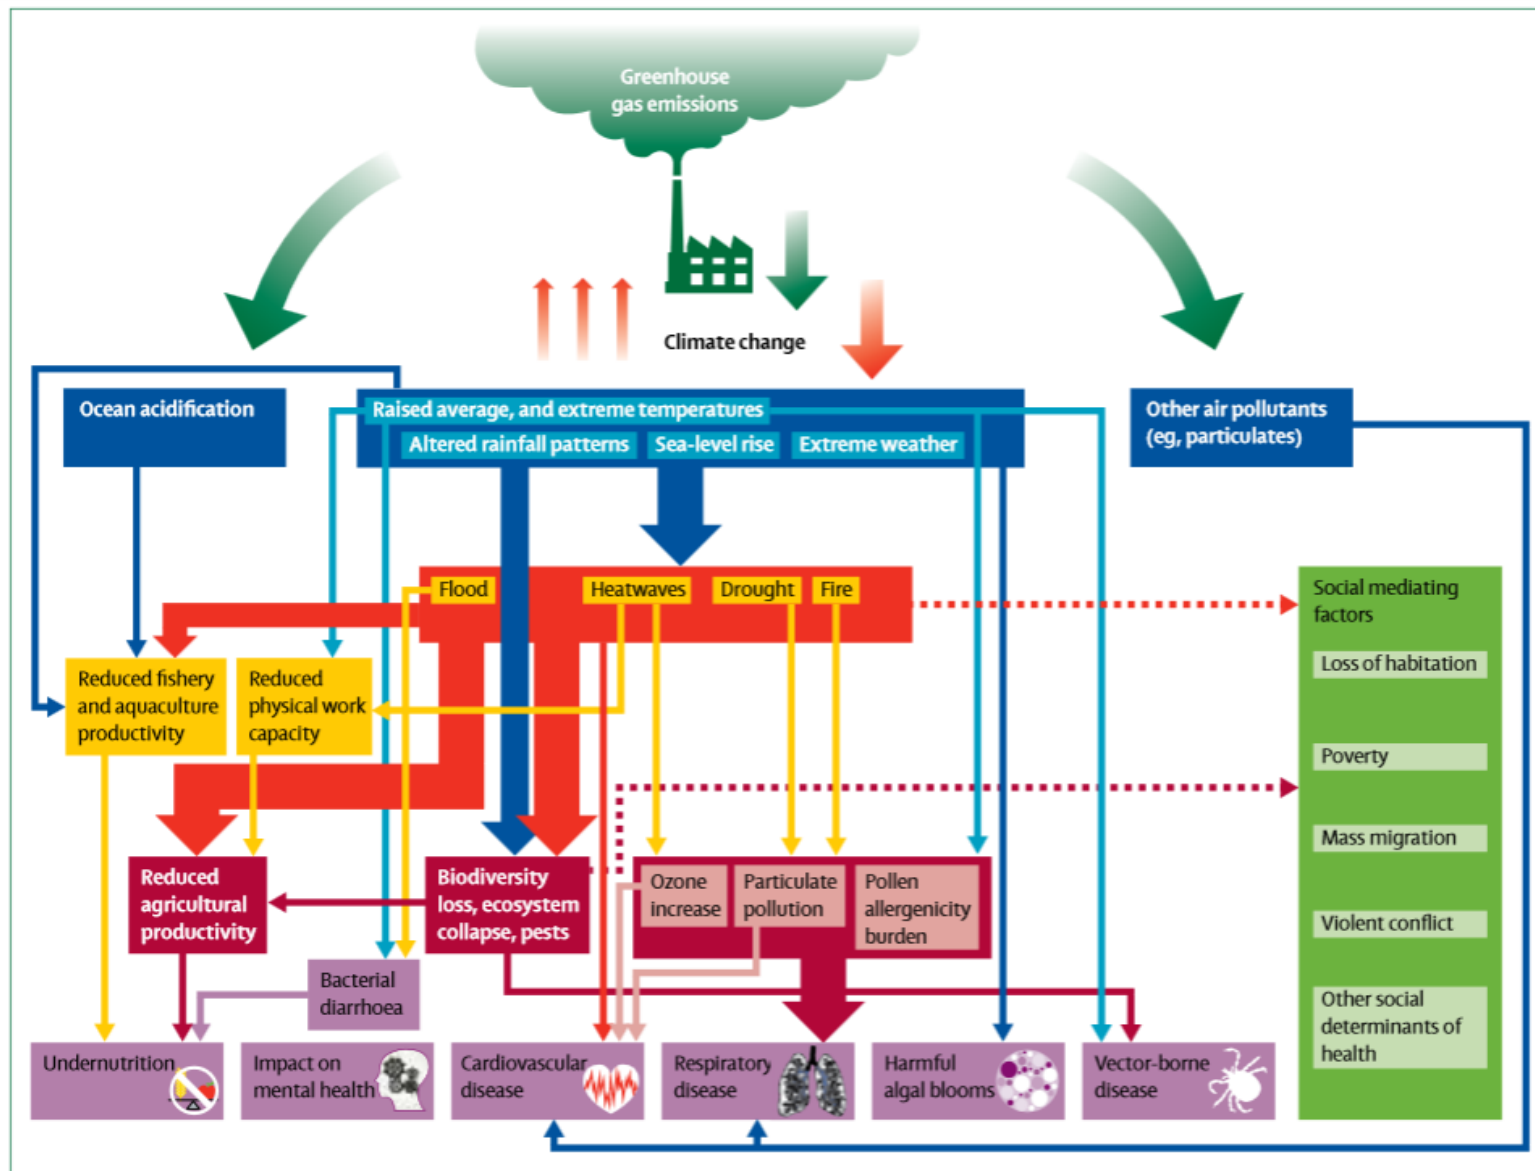 Greenhouse
gas emissions
Climate change
Ocean acidification
Raised average, and extreme temperatures
Altered rainfall patterns
Sea-level rise
Extreme weather
Other air pollutants
(eg, particulates)
Flood
Heatwaves
Drought
Fire
Social mediating
factors
Loss of habitation
Poverty
Mass migration
Violent conflict
Other social
determinants of
health
Reduced fishery
and aquaculture
productivity
Reduced
physical work
capacity
Reduced
agricultural
productivity
Biodiversity
loss, ecosystem
collapse, pests
Ozone
increase
Particulate
pollution
Pollen
allergenicity
burden
Bacterial
diarrhoea
Undernutrition
Impact on
mental health
Cardiovascular
disease
Respiratory
disease
Harmful
algal blooms
Vector-borne
disease